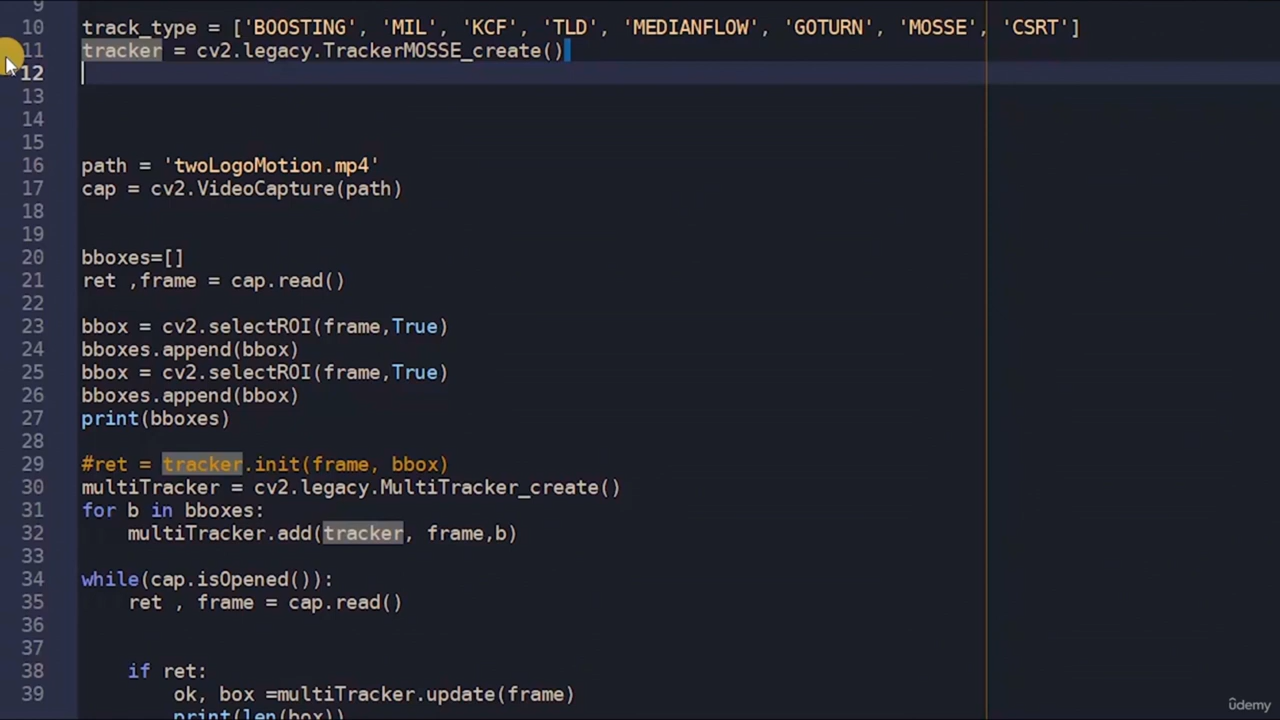 9
10 track_type = ['BOOSTING', 'MIL', 'KCF', 'TLD', 'MEDIANFLOW', 'GOTURN', 'MOSSE', 'CSRT']
11 tracker = cv2.legacy.TrackerMOSSE_create()
12
13
14
15
16 path = 'twoLogoMotion.mp4'
17 cap = cv2.VideoCapture(path)
18
19
20 bboxes=[]
21 ret ,frame = cap.read()
22
23 bbox = cv2.selectROI(frame,True)
24 bboxes.append(bbox)
25 bbox = cv2.selectROI(frame,True)
26 bboxes.append(bbox)
27 print(bboxes)
28
29 #ret = tracker.init(frame, bbox)
30 multiTracker = cv2.legacy.MultiTracker_create()
31 for b in bboxes:
32     multiTracker.add(tracker, frame,b)
33
34 while(cap.isOpened()):
35     ret , frame = cap.read()
36
37
38     if ret:
39         ok, box =multiTracker.update(frame)
        print(len(box))
udemy